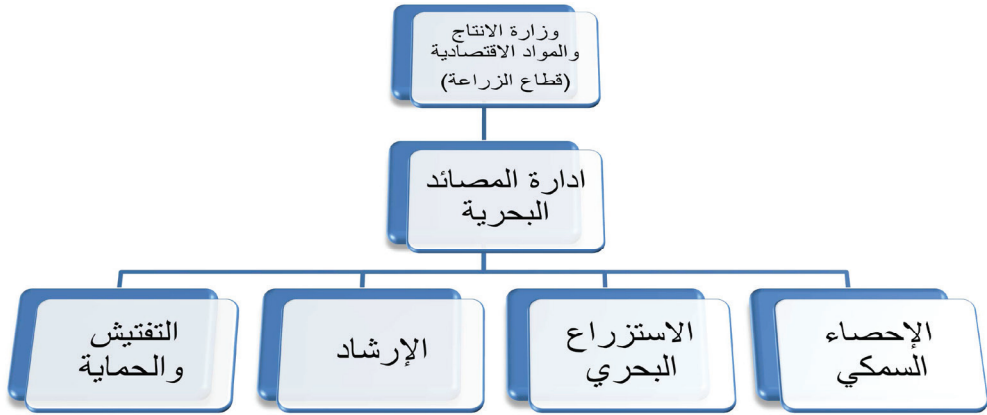 وزارة الانتاج
والمواد الاقتصادية
(قطاع الزراعة)
ادارة المصائد
البحرية
الإحصاء
السمكي
الاستزراع
البحري
الإرشاد
التفتيش
والحماية